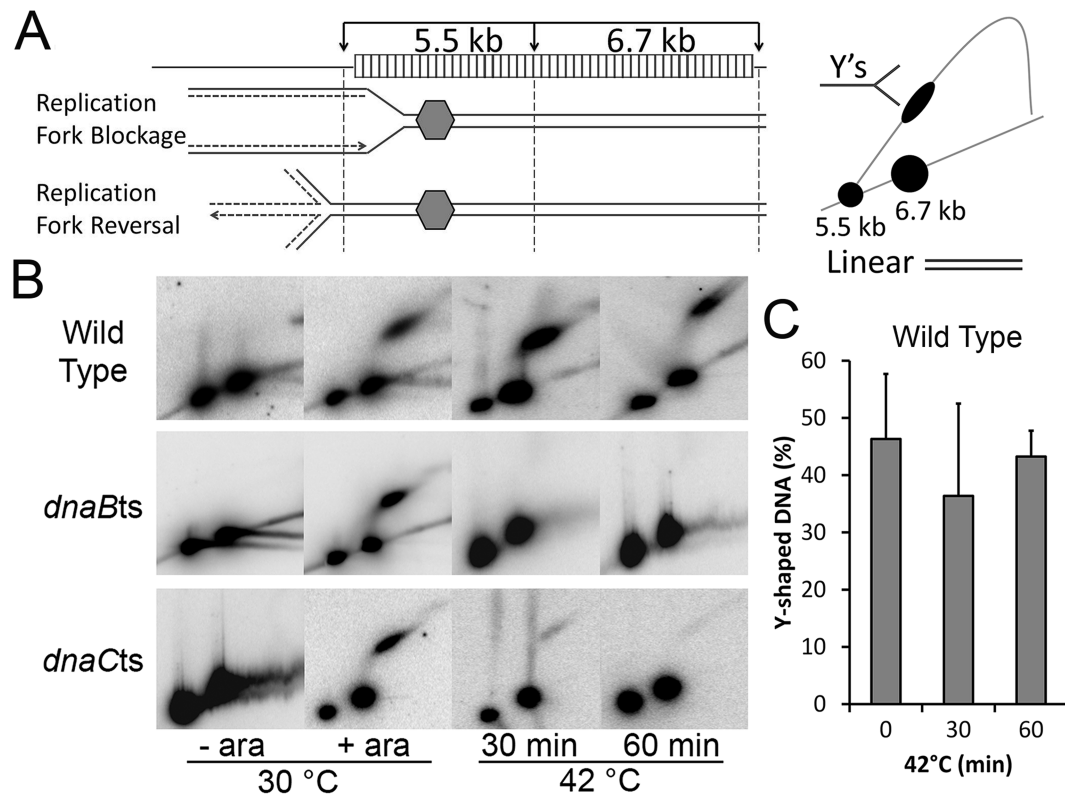 A
5.5 kb
6.7 kb
Replication
Fork Blockage
Replication
Fork Reversal
Y's
5.5 kb
6.7 kb
Linear
B
Wild
Type
dnaBts
dnaCts
- ara
+ ara
30 min
60 min
30 °C
42 °C
C
Wild Type
Y-shaped DNA (%)
60
50
40
30
20
10
0
0
30
60
42°C (min)